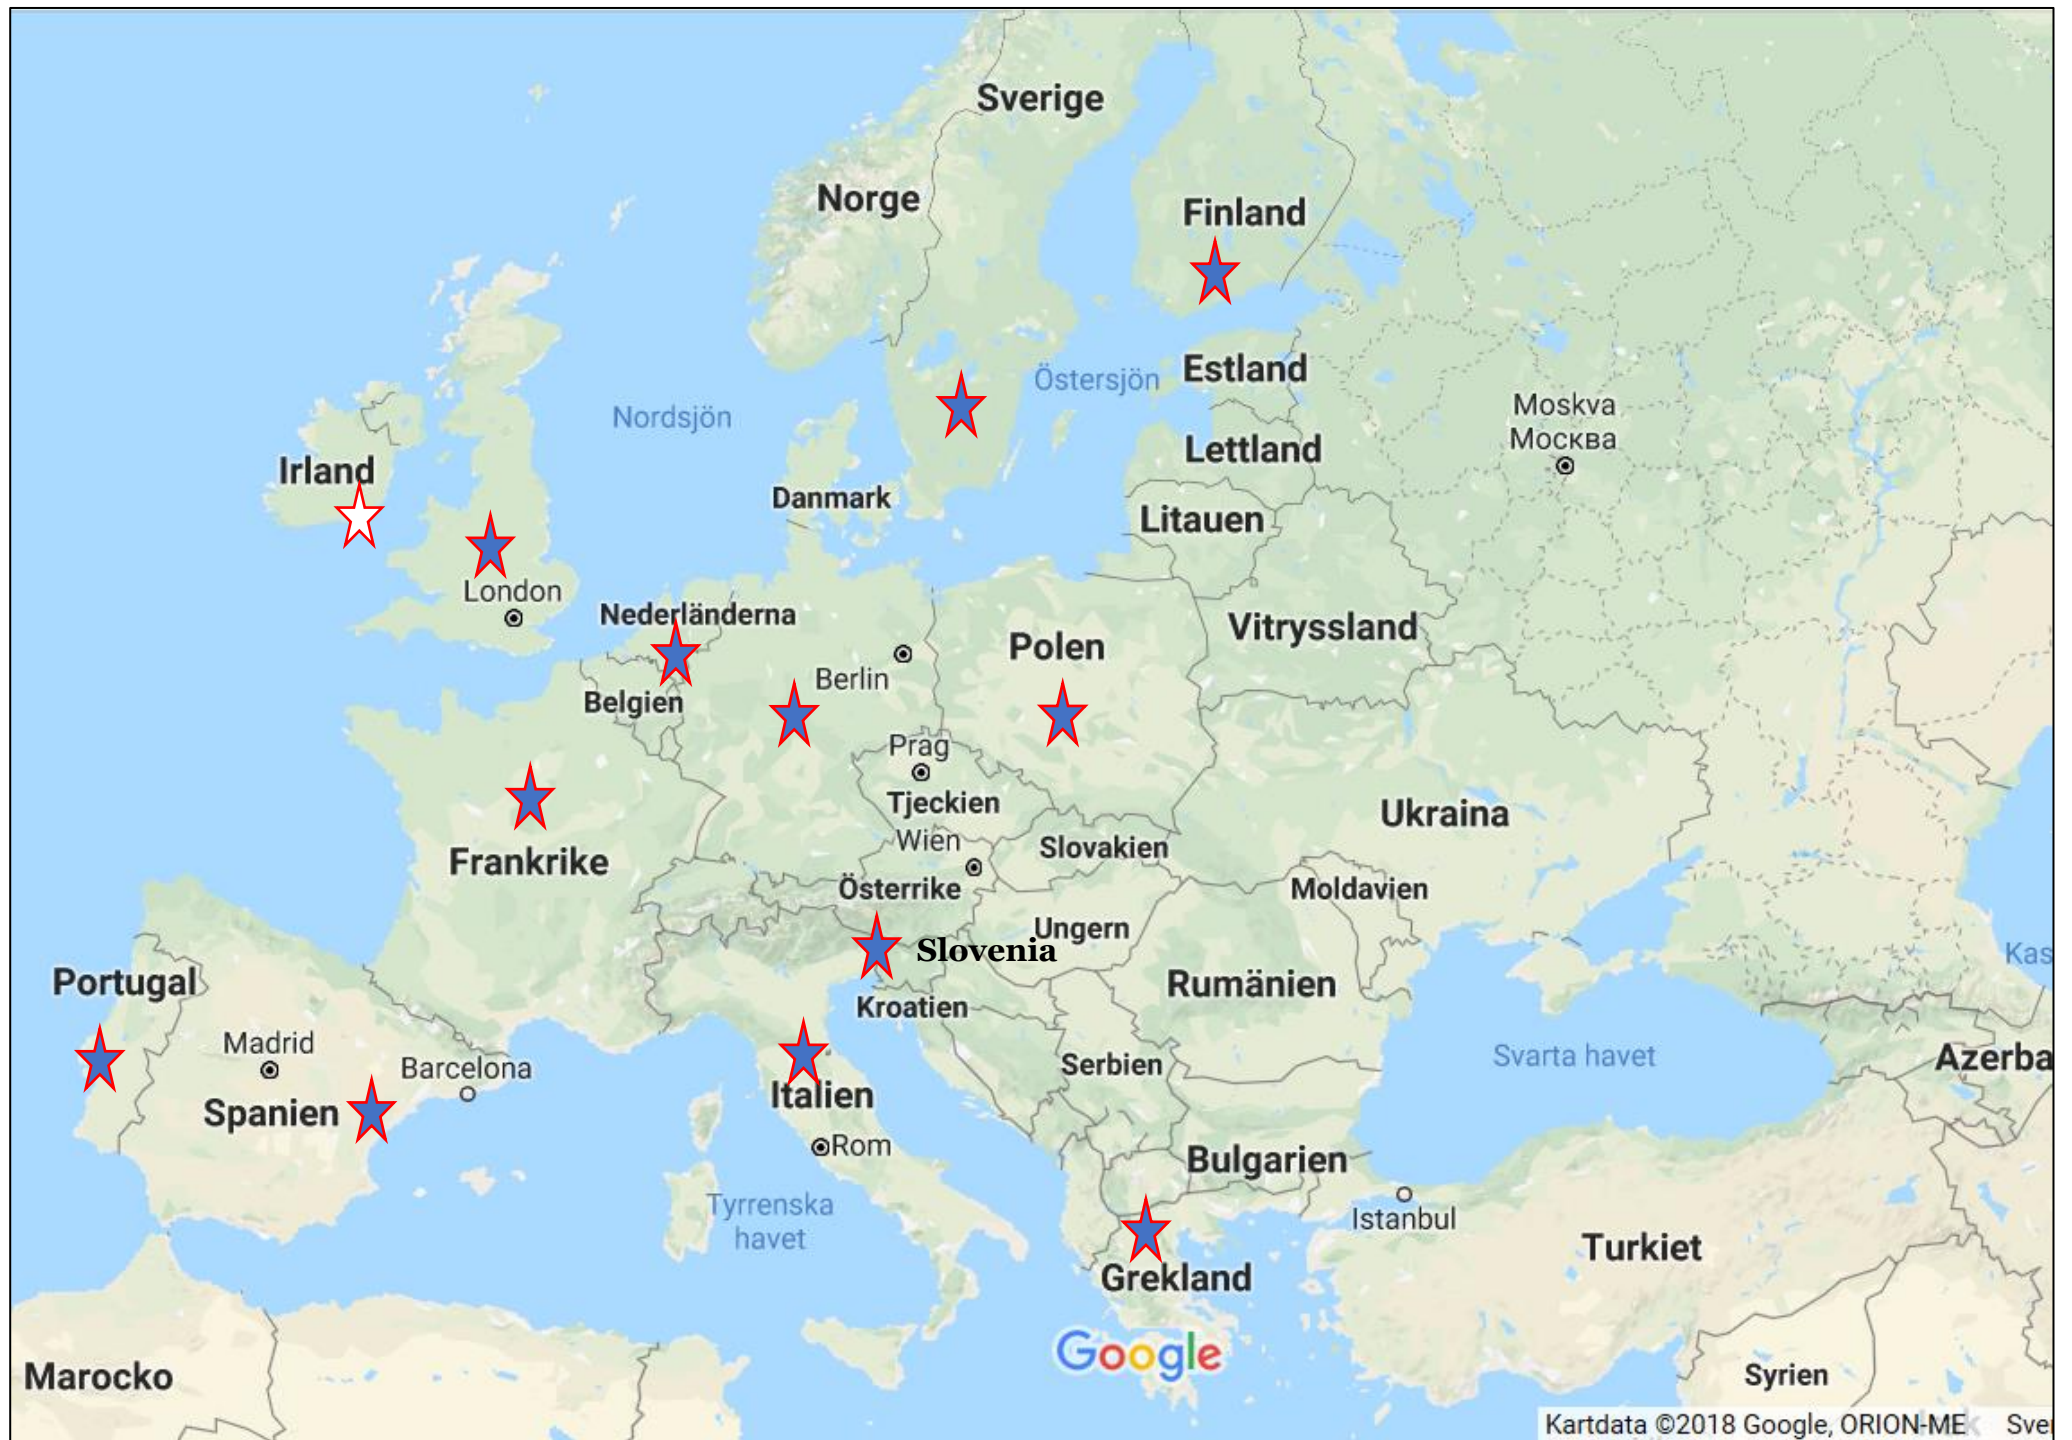 Sverige
Norge
Finland
Östersjön
Estland
Nordsjön
Moskva
Москва
Lettland
Irland
Danmark
Litauen
London
Nederländerna
Vitryssland
Polen
Berlin
Belgien
Prag
Tjeckien
Ukraina
Wien
Slovakien
Frankrike
Österrike
Moldavien
Ungern
Slovenia
Kas
Portugal
Rumänien
Kroatien
Madrid
Barcelona
Serbien
Svarta havet
Azerba
Spanien
Italien
Rom
Bulgarien
Tyrrenska
havet
Istanbul
Turkiet
Grekland
Google
Marocko
Syrien
Kartdata ©2018 Google, ORION-ME